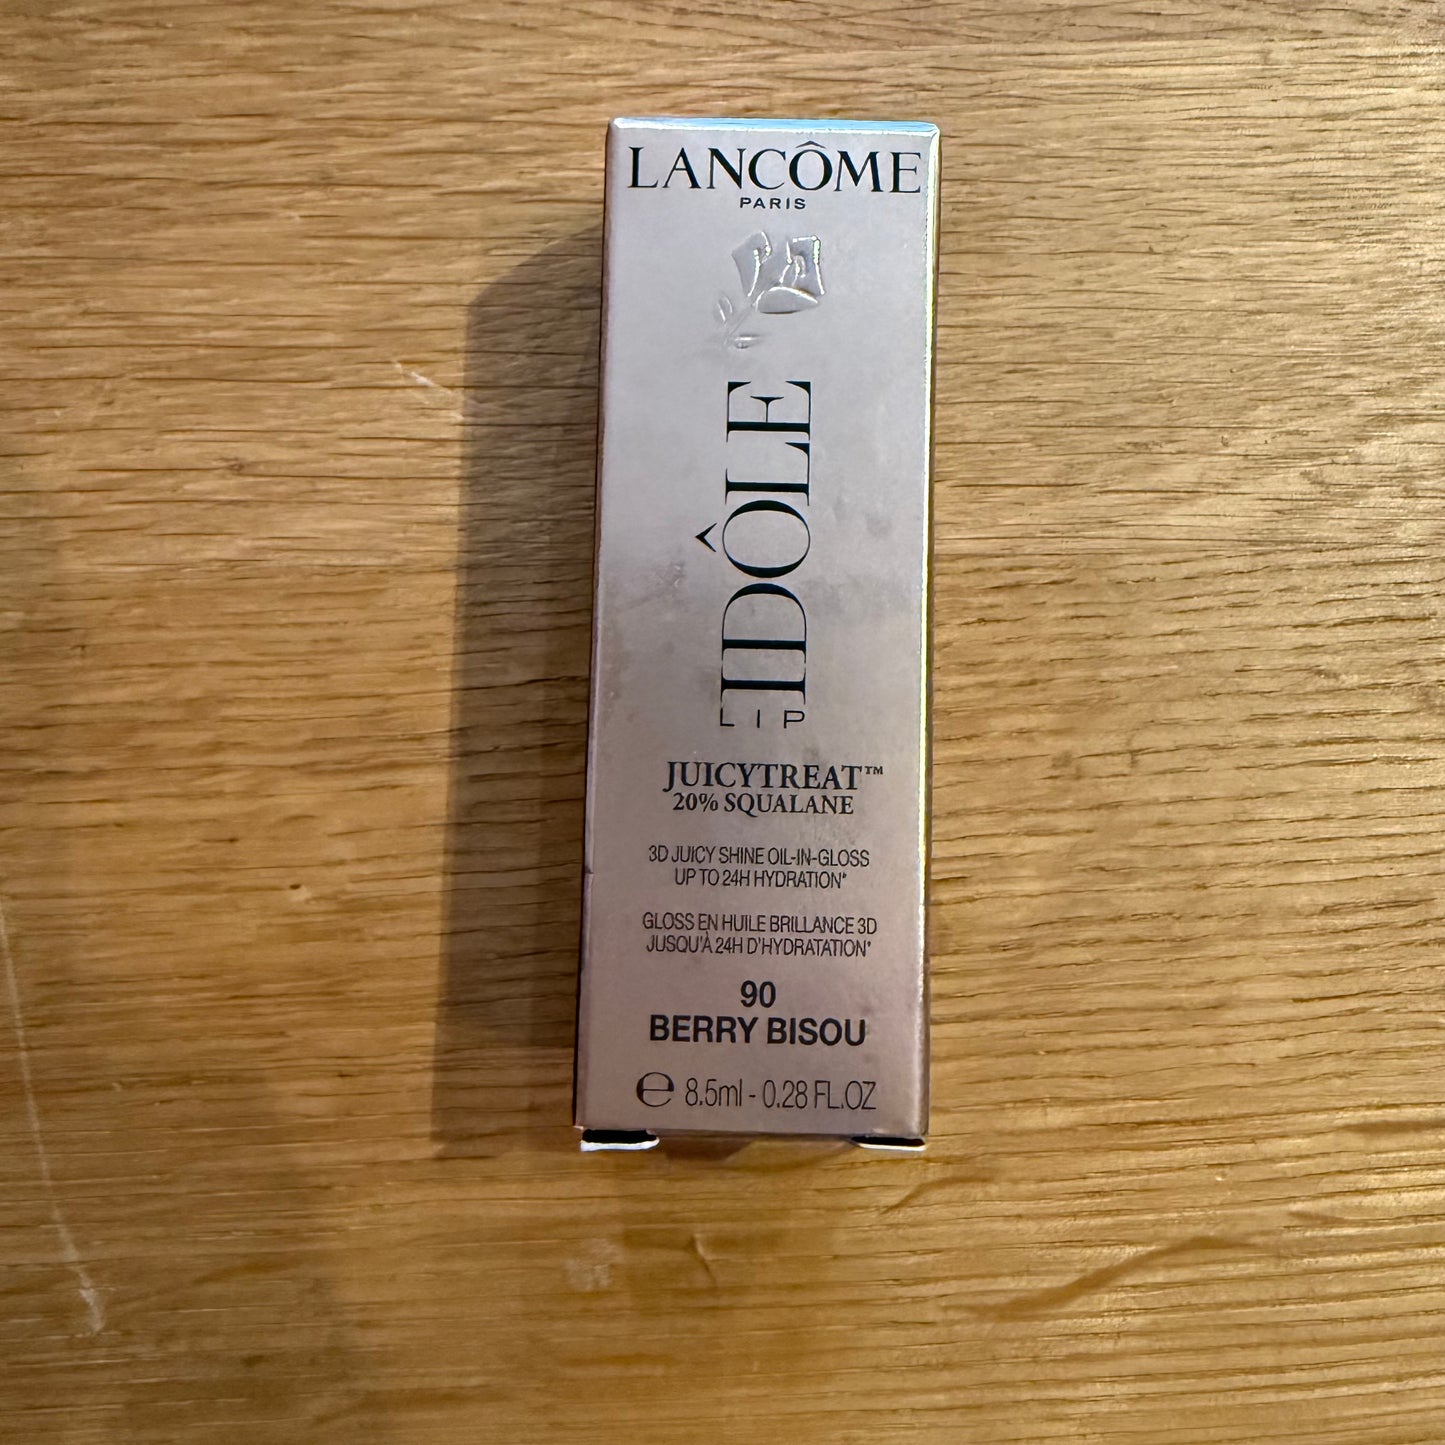 LANCÔME
PARIS
IDÔLE
LIP
JUICYTREAT™
20% SQUALANE
3D JUICY SHINE OIL-IN-GLOSS
UP TO 24H HYDRATION*
GLOSS EN HUILE BRILLANCE 3D
JUSQU'À 24H D'HYDRATATION*
90
BERRY BISOU
℮ 8.5ml - 0.28 FL.OZ